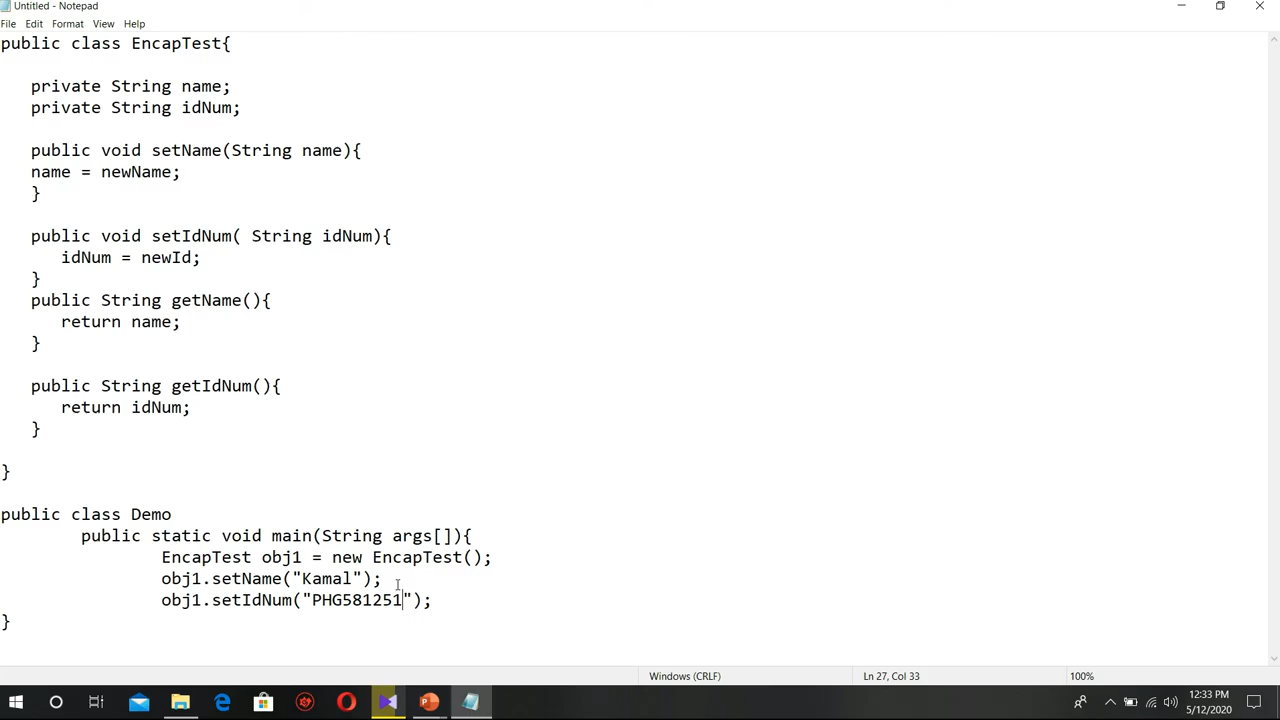 Untitled - Notepad
File Edit Format View Help
public class EncapTest{
private String name;
private String idNum;
public void setName(String name){
name = newName;
}
public void setIdNum( String idNum){
idNum = newId;
}
public String getName(){
return name;
}
public String getIdNum(){
return idNum;
}
}
public class Demo
public static void main(String args[]){
EncapTest obj1 = new EncapTest();
obj1.setName("Kamal");
obj1.setIdNum("PHG581251");
}
Windows (CRLF) Ln 27, Col 33 100%
12:33 PM
5/12/2020